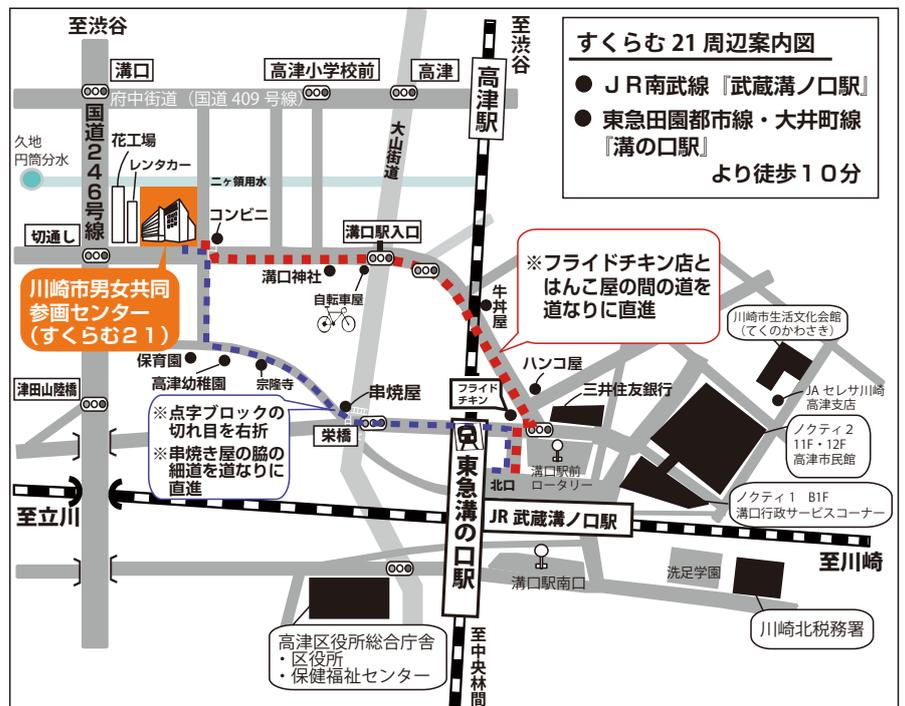 至渋谷
至渋谷
すくらむ21周辺案内図
● JR南武線『武蔵溝ノ口駅』
● 東急田園都市線・大井町線
『溝の口駅』
より徒歩10分
溝口
高津小学校前
高津
高津駅
府中街道（国道409号線）
国道246号線
大山街道
久地
円筒分水
花工場
レンタカー
二ヶ領用水
コンビニ
切通し
溝口駅入口
溝口神社
自転車屋
※フライドチキン店と
はんこ屋の間の道を
道なりに直進
牛丼屋
川崎市男女共同
参画センター
（すくらむ21）
川崎市生活文化会館
（てくのかわさき）
保育園
高津幼稚園
宗隆寺
ハンコ屋
三井住友銀行
津田山陸橋
串焼屋
フライド
チキン
JA セレサ川崎
高津支店
※点字ブロックの
切れ目を右折
※串焼き屋の脇の
細道を道なりに
直進
栄橋
ノクティ2
11F・12F
高津市民館
溝口駅前
ロータリー
北口
東急溝の口駅
ノクティ1 B1F
溝口行政サービスコーナー
至立川
JR 武蔵溝ノ口駅
至川崎
溝口駅南口
洗足学園
川崎北税務署
高津区役所総合庁舎
・区役所
・保健福祉センター
至中央林間